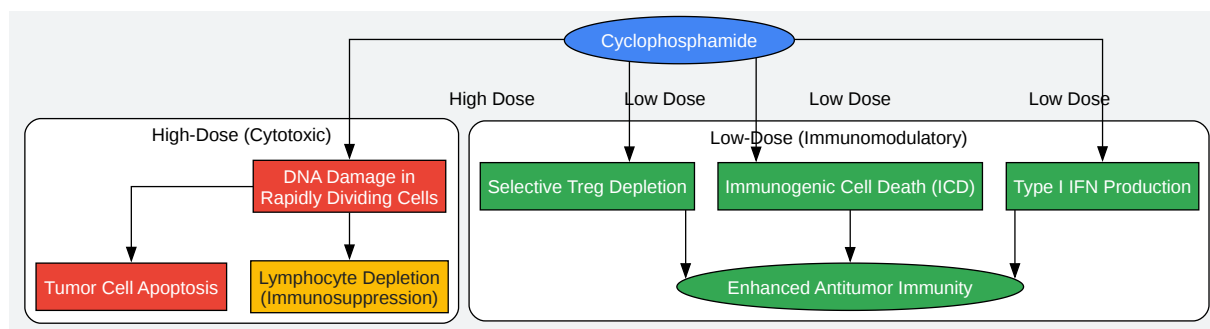 Cyclophosphamide
High Dose
Low Dose
Low Dose
Low Dose
High-Dose (Cytotoxic)
Low-Dose (Immunomodulatory)
DNA Damage in
Rapidly Dividing Cells
Selective Treg Depletion
Immunogenic Cell Death (ICD)
Type I IFN Production
Tumor Cell Apoptosis
Lymphocyte Depletion
(Immunosuppression)
Enhanced Antitumor Immunity